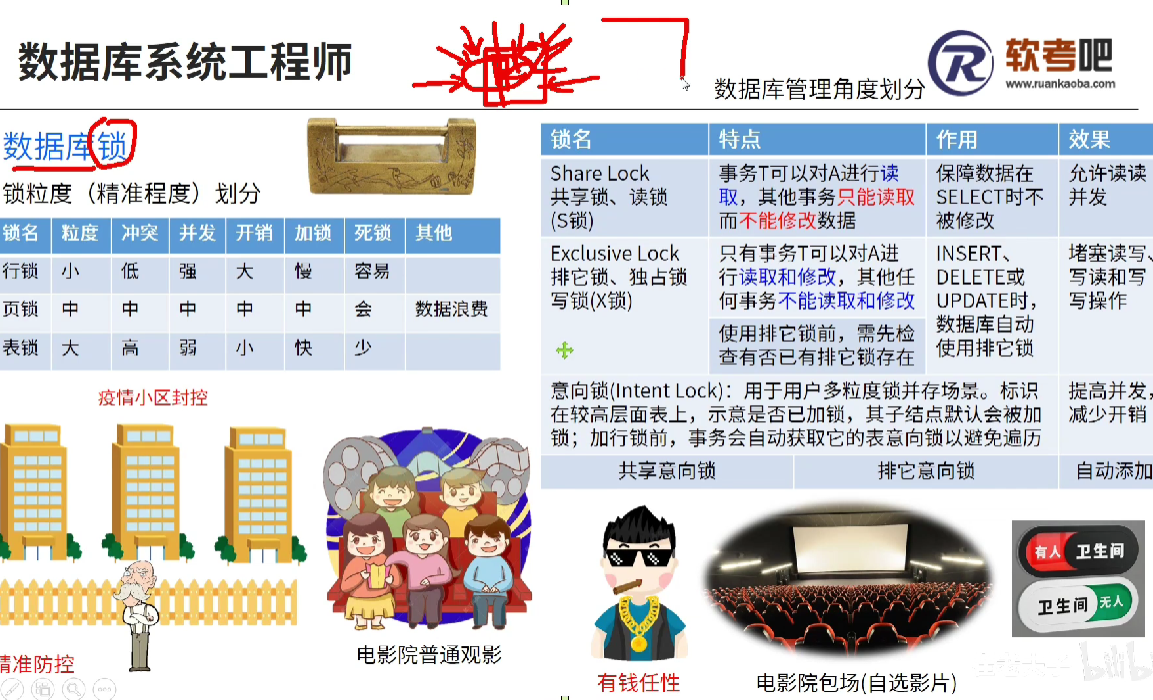 数据库系统工程师
数据库管理角度划分
软考吧
www.ruankaoba.com
数据库锁
锁粒度（精准程度）划分
锁名 粒度 冲突 并发 开销 加锁 死锁 其他
行锁 小 低 强 大 慢 容易
页锁 中 中 中 中 中 会 数据浪费
表锁 大 高 弱 小 快 少
疫情小区封控
精准防控
电影院普通观影
锁名 特点 作用 效果
Share Lock
共享锁、读锁
(S锁)
事务T可以对A进行读
取，其他事务只能读取
而不能修改数据
保障数据在
SELECT时不
被修改
允许读读
并发
Exclusive Lock
排它锁、独占锁
写锁(X锁)
只有事务T可以对A进
行读取和修改，其他任
何事务不能读取和修改
使用排它锁前，需先检
查有否已有排它锁存在
INSERT、
DELETE或
UPDATE时，
数据库自动
使用排它锁
堵塞读写、
写读和写
写操作
意向锁(Intent Lock)：用于用户多粒度锁并存场景。标识
在较高层面表上，示意是否已加锁，其子结点默认会被加
锁；加行锁前，事务会自动获取它的表意向锁以避免遍历
提高并发，
减少开销
共享意向锁 排它意向锁 自动添加
有钱任性
电影院包场(自选影片)
有人 卫生间
卫生间 无人
bilibili